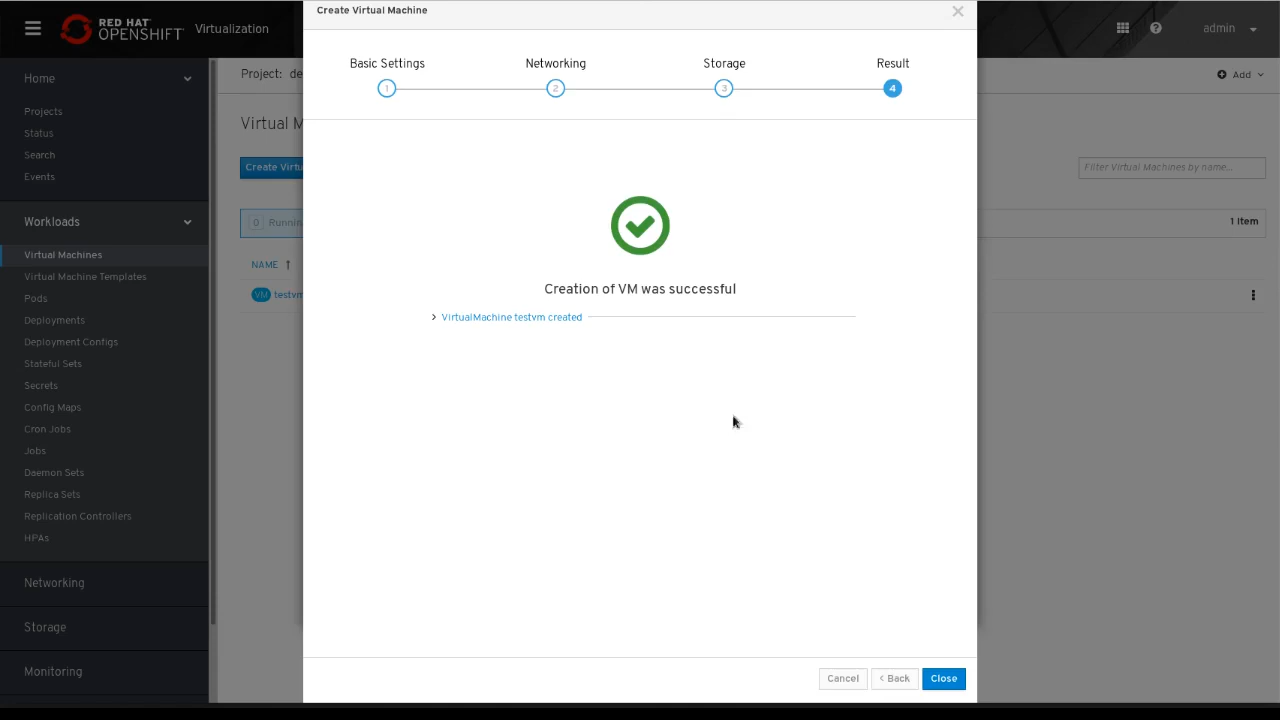 Create Virtual Machine
RED HAT
OPENSHIFT
Virtualization
admin
Home
Projects
Status
Search
Events
Workloads
Virtual Machines
Virtual Machine Templates
Pods
Deployments
Deployment Configs
Stateful Sets
Secrets
Config Maps
Cron Jobs
Jobs
Daemon Sets
Replica Sets
Replication Controllers
HPAs
Networking
Storage
Monitoring
Project: de
Add
Virtual M
Create Virtu
Filter Virtual Machines by name...
0 Runnin
1 Item
NAME
VM testvm
Basic Settings
Networking
Storage
Result
1
2
3
4
Creation of VM was successful
VirtualMachine testvm created
Cancel
< Back
Close